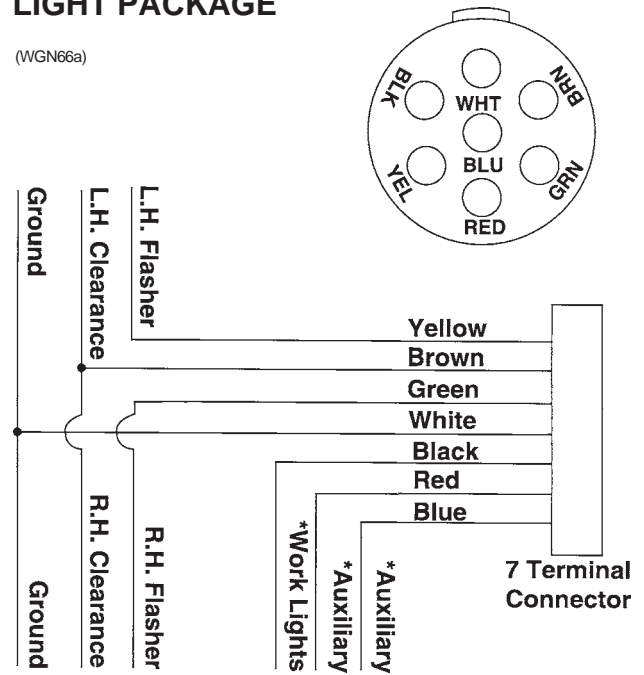 LIGHT PACKAGE
(WGN66a)
BLK
WHT
BRN
YEL
BLU
GRN
RED
Ground
L.H. Clearance
L.H. Flasher
Yellow
Brown
Green
White
Black
Red
Blue
Ground
R.H. Clearance
R.H. Flasher
*Work Lights
*Auxiliary
*Auxiliary
7 Terminal
Connector